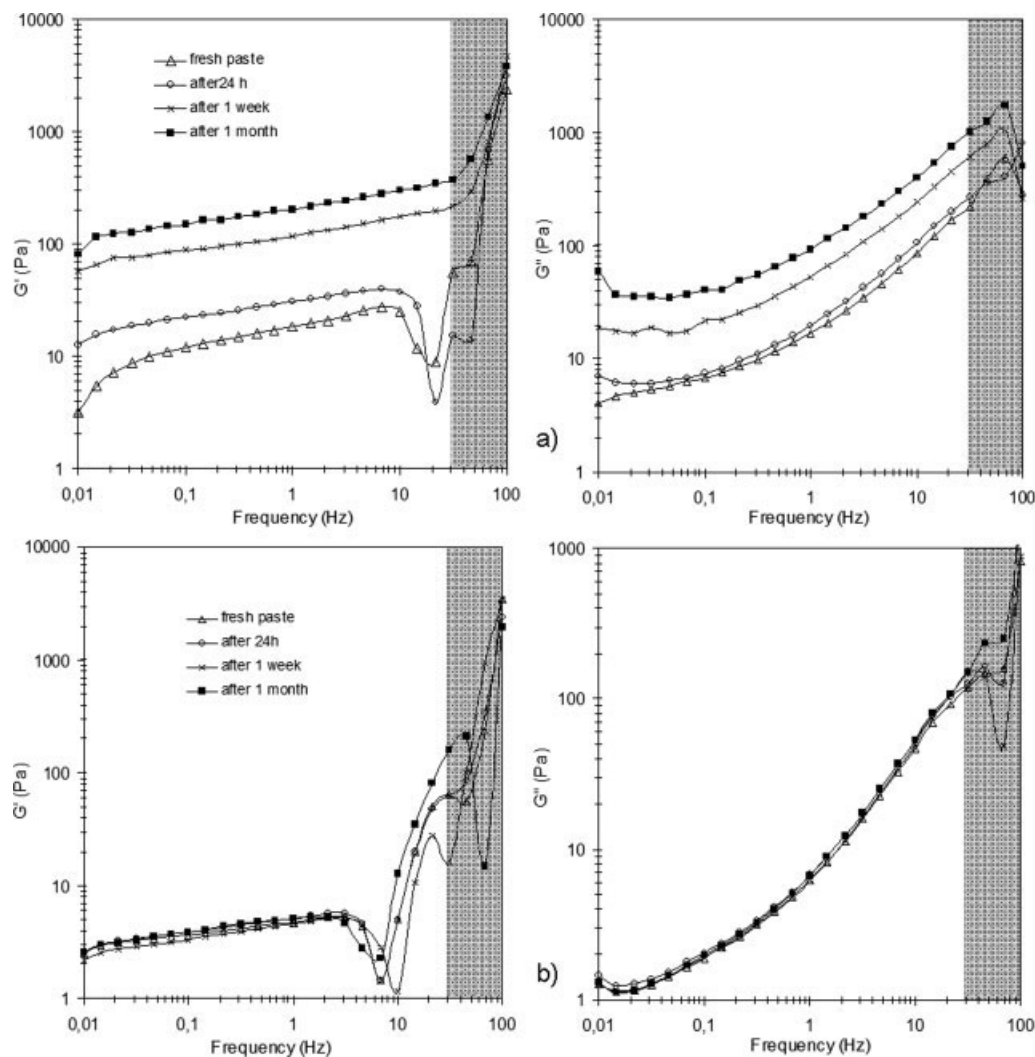 10000
1000
100
10
1
G' (Pa)
fresh paste
after24 h
after 1 week
after 1 month
0,01 0,1 1 10 100
Frequency (Hz)
10000
1000
100
10
1
G" (Pa)
a)
0,01 0,1 1 10 100
Frequency (Hz)
10000
1000
100
10
1
G' (Pa)
fresh paste
after 24h
after 1 week
after 1 month
0,01 0,1 1 10 100
Frequency (Hz)
1000
100
10
1
G" (Pa)
b)
0,01 0,1 1 10 100
Frequency (Hz)